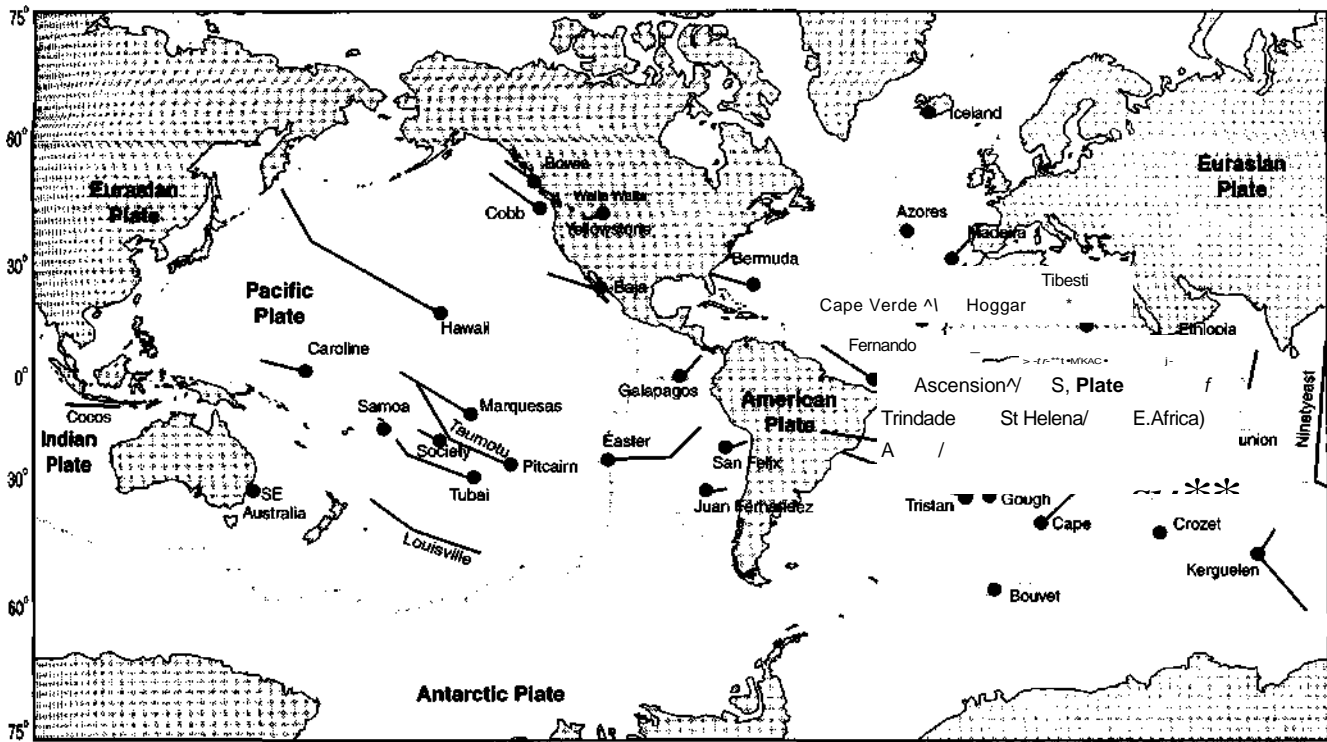 75°
60°
30°
0°
30°
60°
75°
Eurasian
Plate
Pacific
Plate
Indian
Plate
Antarctic Plate
American
Plate
Eurasian
Plate
Iceland
Bowie
Cobb
Walla Walla
Yellowstone
Baja
Bermuda
Azores
Madeira
Hawaii
Caroline
Cocos
Samoa
Marquesas
Taumotu
Society
Pitcairn
Tubai
SE
Australia
Louisville
Galapagos
Easter
San Felix
Juan Fernandez
Tibesti
Cape Verde ^\ Hoggar *
Ethiopia
Fernando
Ascension^/ S, Plate f
Trindade St Helena/ E.Africa)
A /
union
Ninetyeast
Tristan
Gough
Cape
Crozet
Kerguelen
Bouvet